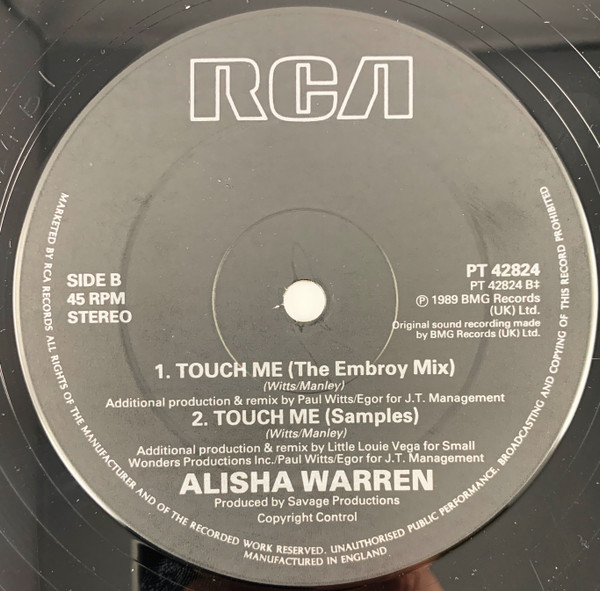 RCA
SIDE B
45 RPM
STEREO
PT 42824
PT 42824 B‡
℗ 1989 BMG Records
(UK) Ltd.
Original sound recording made
by BMG Records (UK) Ltd.
1. TOUCH ME (The Embroy Mix)
(Witts/Manley)
Additional production & remix by Paul Witts/Egor for J.T. Management
2. TOUCH ME (Samples)
(Witts/Manley)
Additional production & remix by Little Louie Vega for Small
Wonders Productions Inc./Paul Witts/Egor for J.T. Management
ALISHA WARREN
Produced by Savage Productions
Copyright Control
MARKETED BY RCA RECORDS ALL RIGHTS OF THE MANUFACTURER AND OF THE RECORDED WORK RESERVED. UNAUTHORISED PUBLIC PERFORMANCE, BROADCASTING AND COPYING OF THIS RECORD PROHIBITED
MANUFACTURED IN ENGLAND